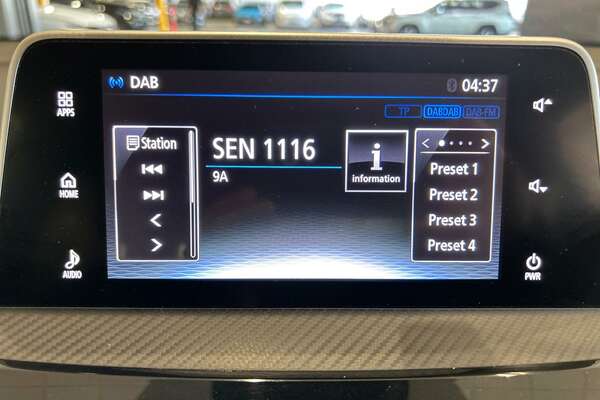 DAB
04:37
TP DABDAB DAB-FM
APPS
HOME
AUDIO
Station
SEN 1116
9A
i
information
Preset 1
Preset 2
Preset 3
Preset 4
PWR